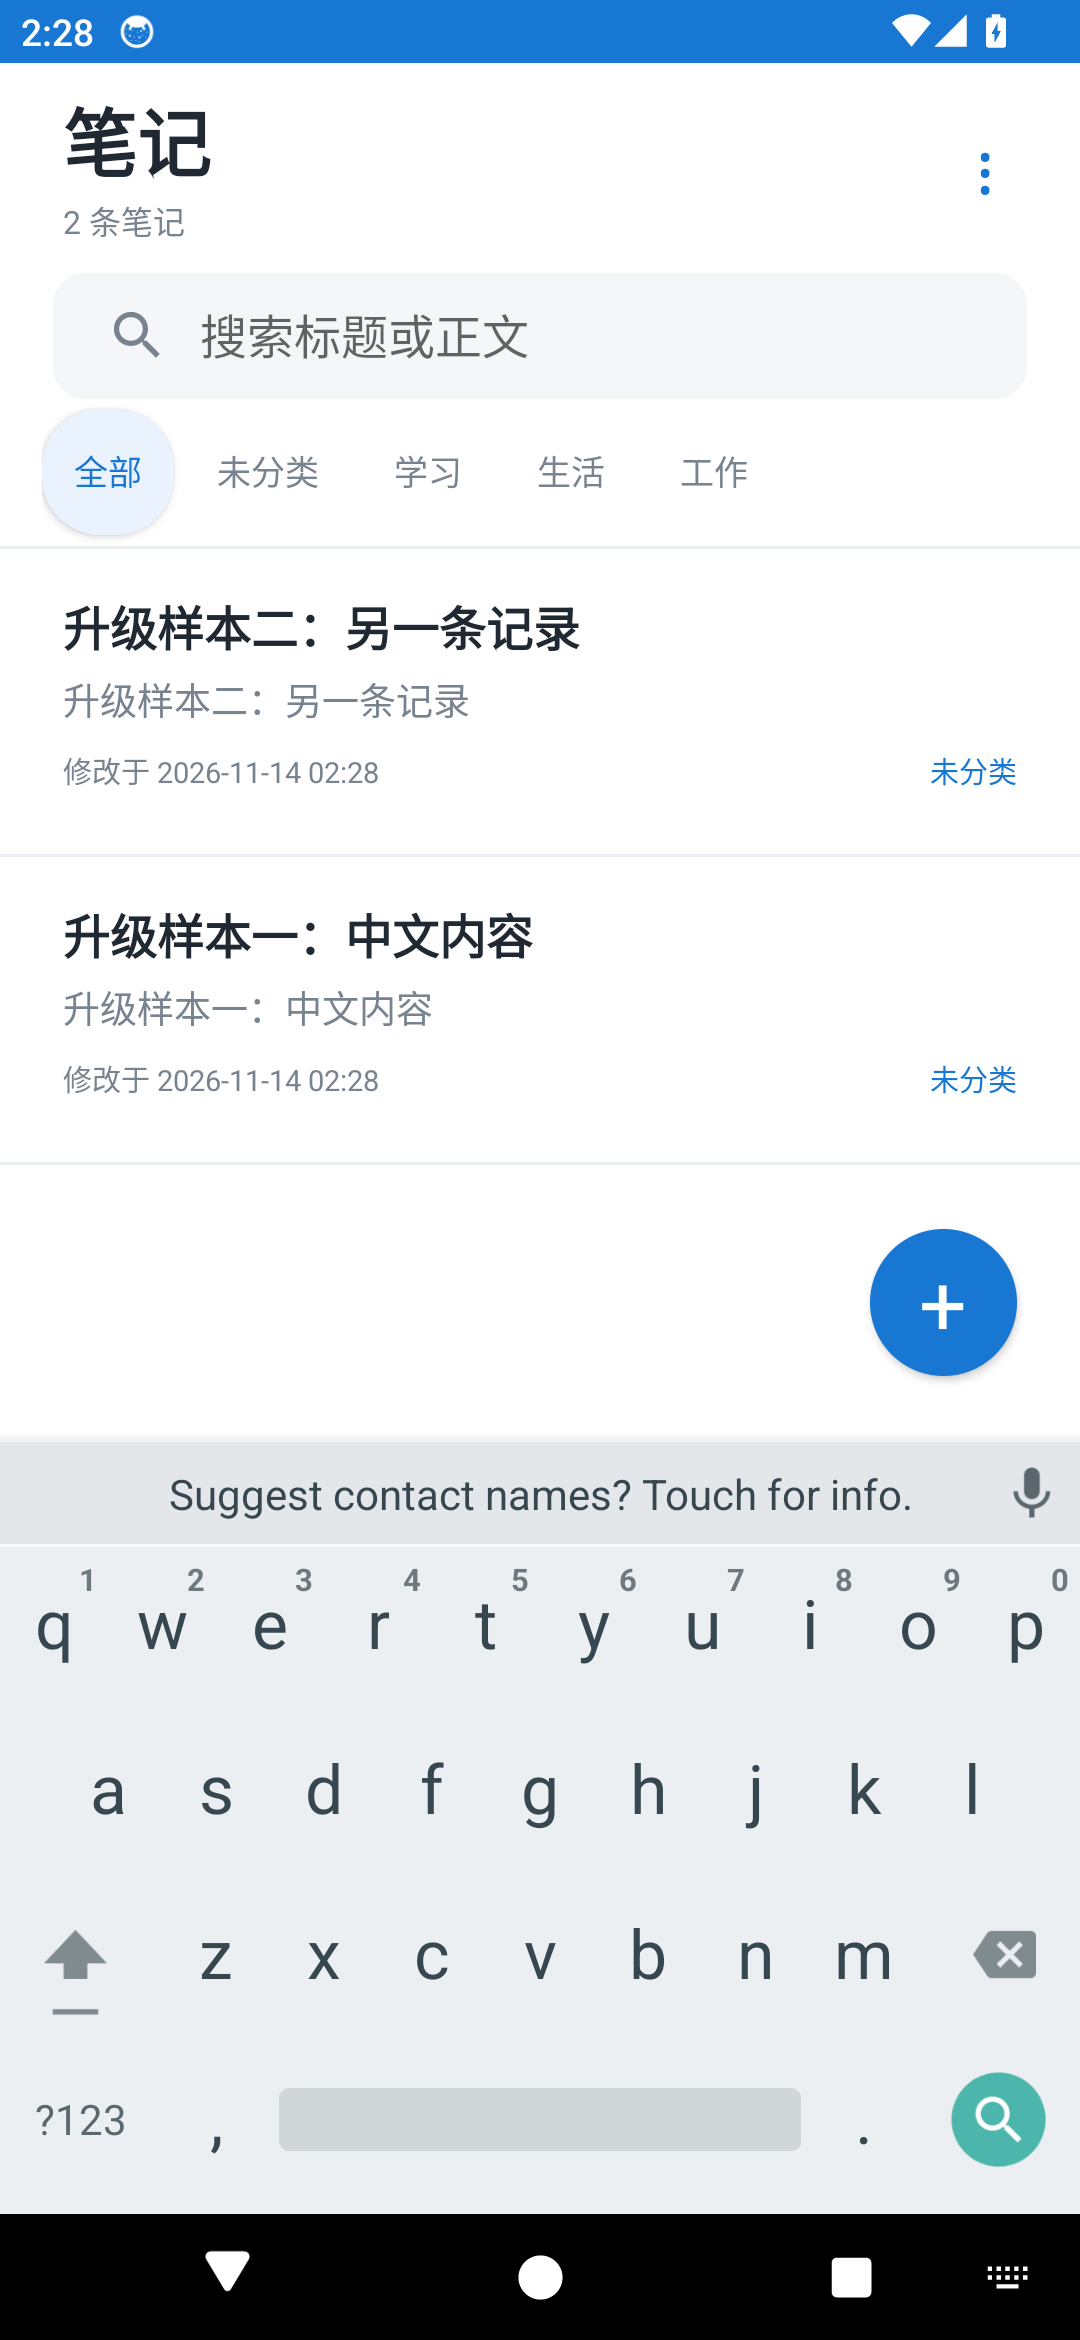 2:28
笔记
2 条笔记
搜索标题或正文
全部 未分类 学习 生活 工作
升级样本二：另一条记录
升级样本二：另一条记录
修改于 2026-11-14 02:28 未分类
升级样本一：中文内容
升级样本一：中文内容
修改于 2026-11-14 02:28 未分类
+
Suggest contact names? Touch for info.
1 2 3 4 5 6 7 8 9 0
q w e r t y u i o p
a s d f g h j k l
z x c v b n m
?123 , .